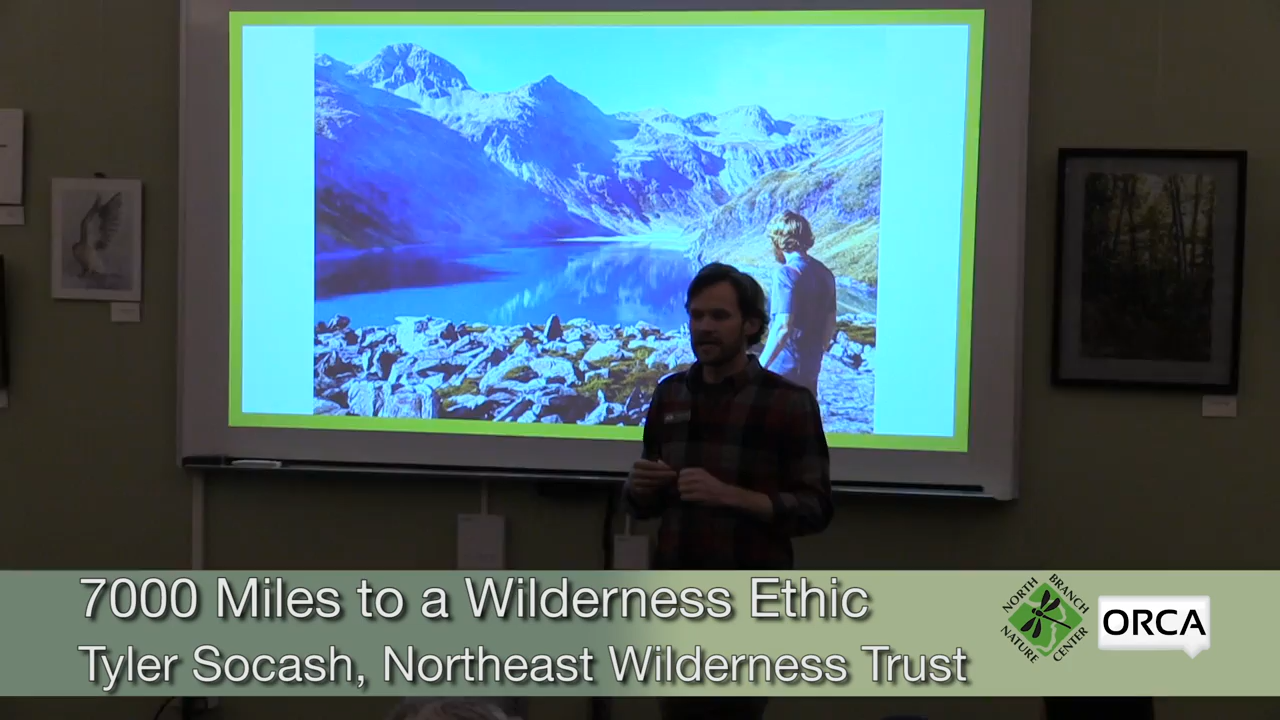 7000 Miles to a Wilderness Ethic
Tyler Socash, Northeast Wilderness Trust
NORTH BRANCH
NATURE CENTER
ORCA